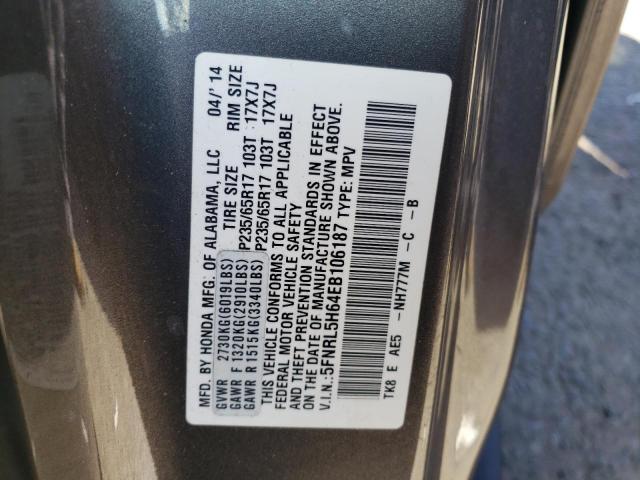 MFD. BY HONDA MFG. OF ALABAMA, LLC 04/'14
TIRE SIZE RIM SIZE
GVWR 2730KG(6019LBS)
GAWR F 1320KG(2910LBS) P235/65R17 103T 17X7J
GAWR R 1515KG(3340LBS) P235/65R17 103T 17X7J
THIS VEHICLE CONFORMS TO ALL APPLICABLE
FEDERAL MOTOR VEHICLE SAFETY
AND THEFT PREVENTION STANDARDS IN EFFECT
ON THE DATE OF MANUFACTURE SHOWN ABOVE.
V.I.N.:5FNRL5H64EB106187 TYPE: MPV
TK8 E AE5 -NH777M -C -B